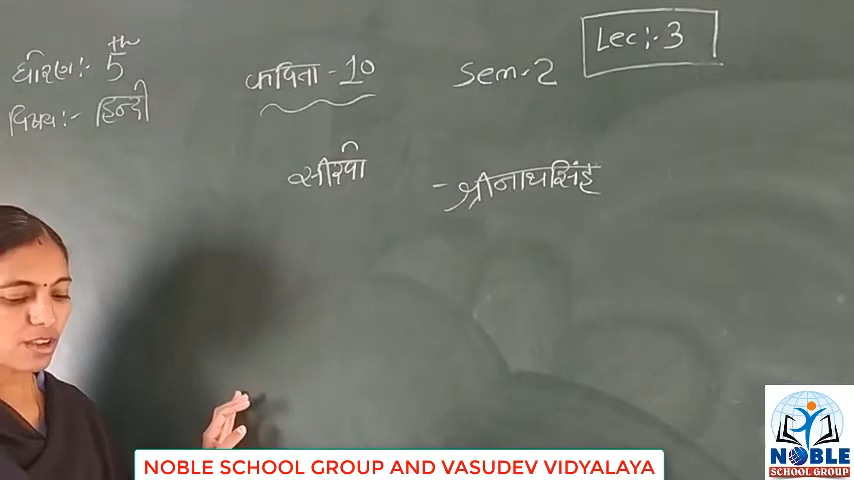 धोरण:- 5th
विषय:- हिन्दी
कविता - 10
Sem-2
Lec:- 3
सीखो
- श्रीनाथसिंह
NOBLE SCHOOL GROUP AND VASUDEV VIDYALAYA
NOBLE
SCHOOL GROUP